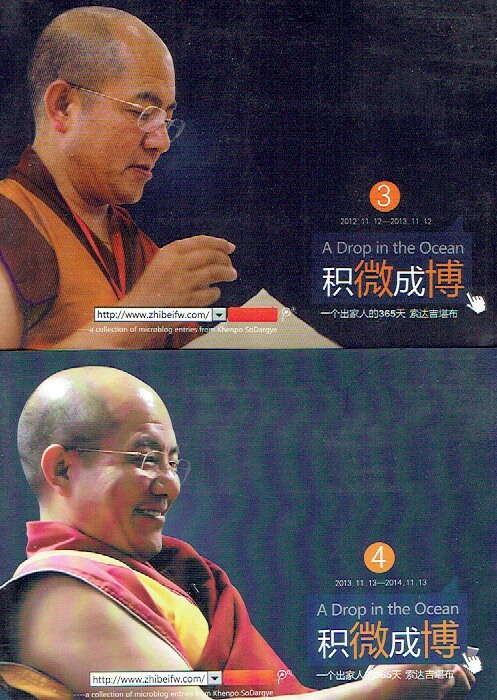 3
2012. 11. 12—2013. 11. 12
A Drop in the Ocean
积微成博
一个出家人的365天 索达吉堪布
http://www.zhibeifw.com/
a collection of microblog entries from Khenpo SoDargye
4
2013. 11. 13—2014. 11. 13
A Drop in the Ocean
积微成博
一个出家人的365天 索达吉堪布
http://www.zhibeifw.com/
a collection of microblog entries from Khenpo SoDargye